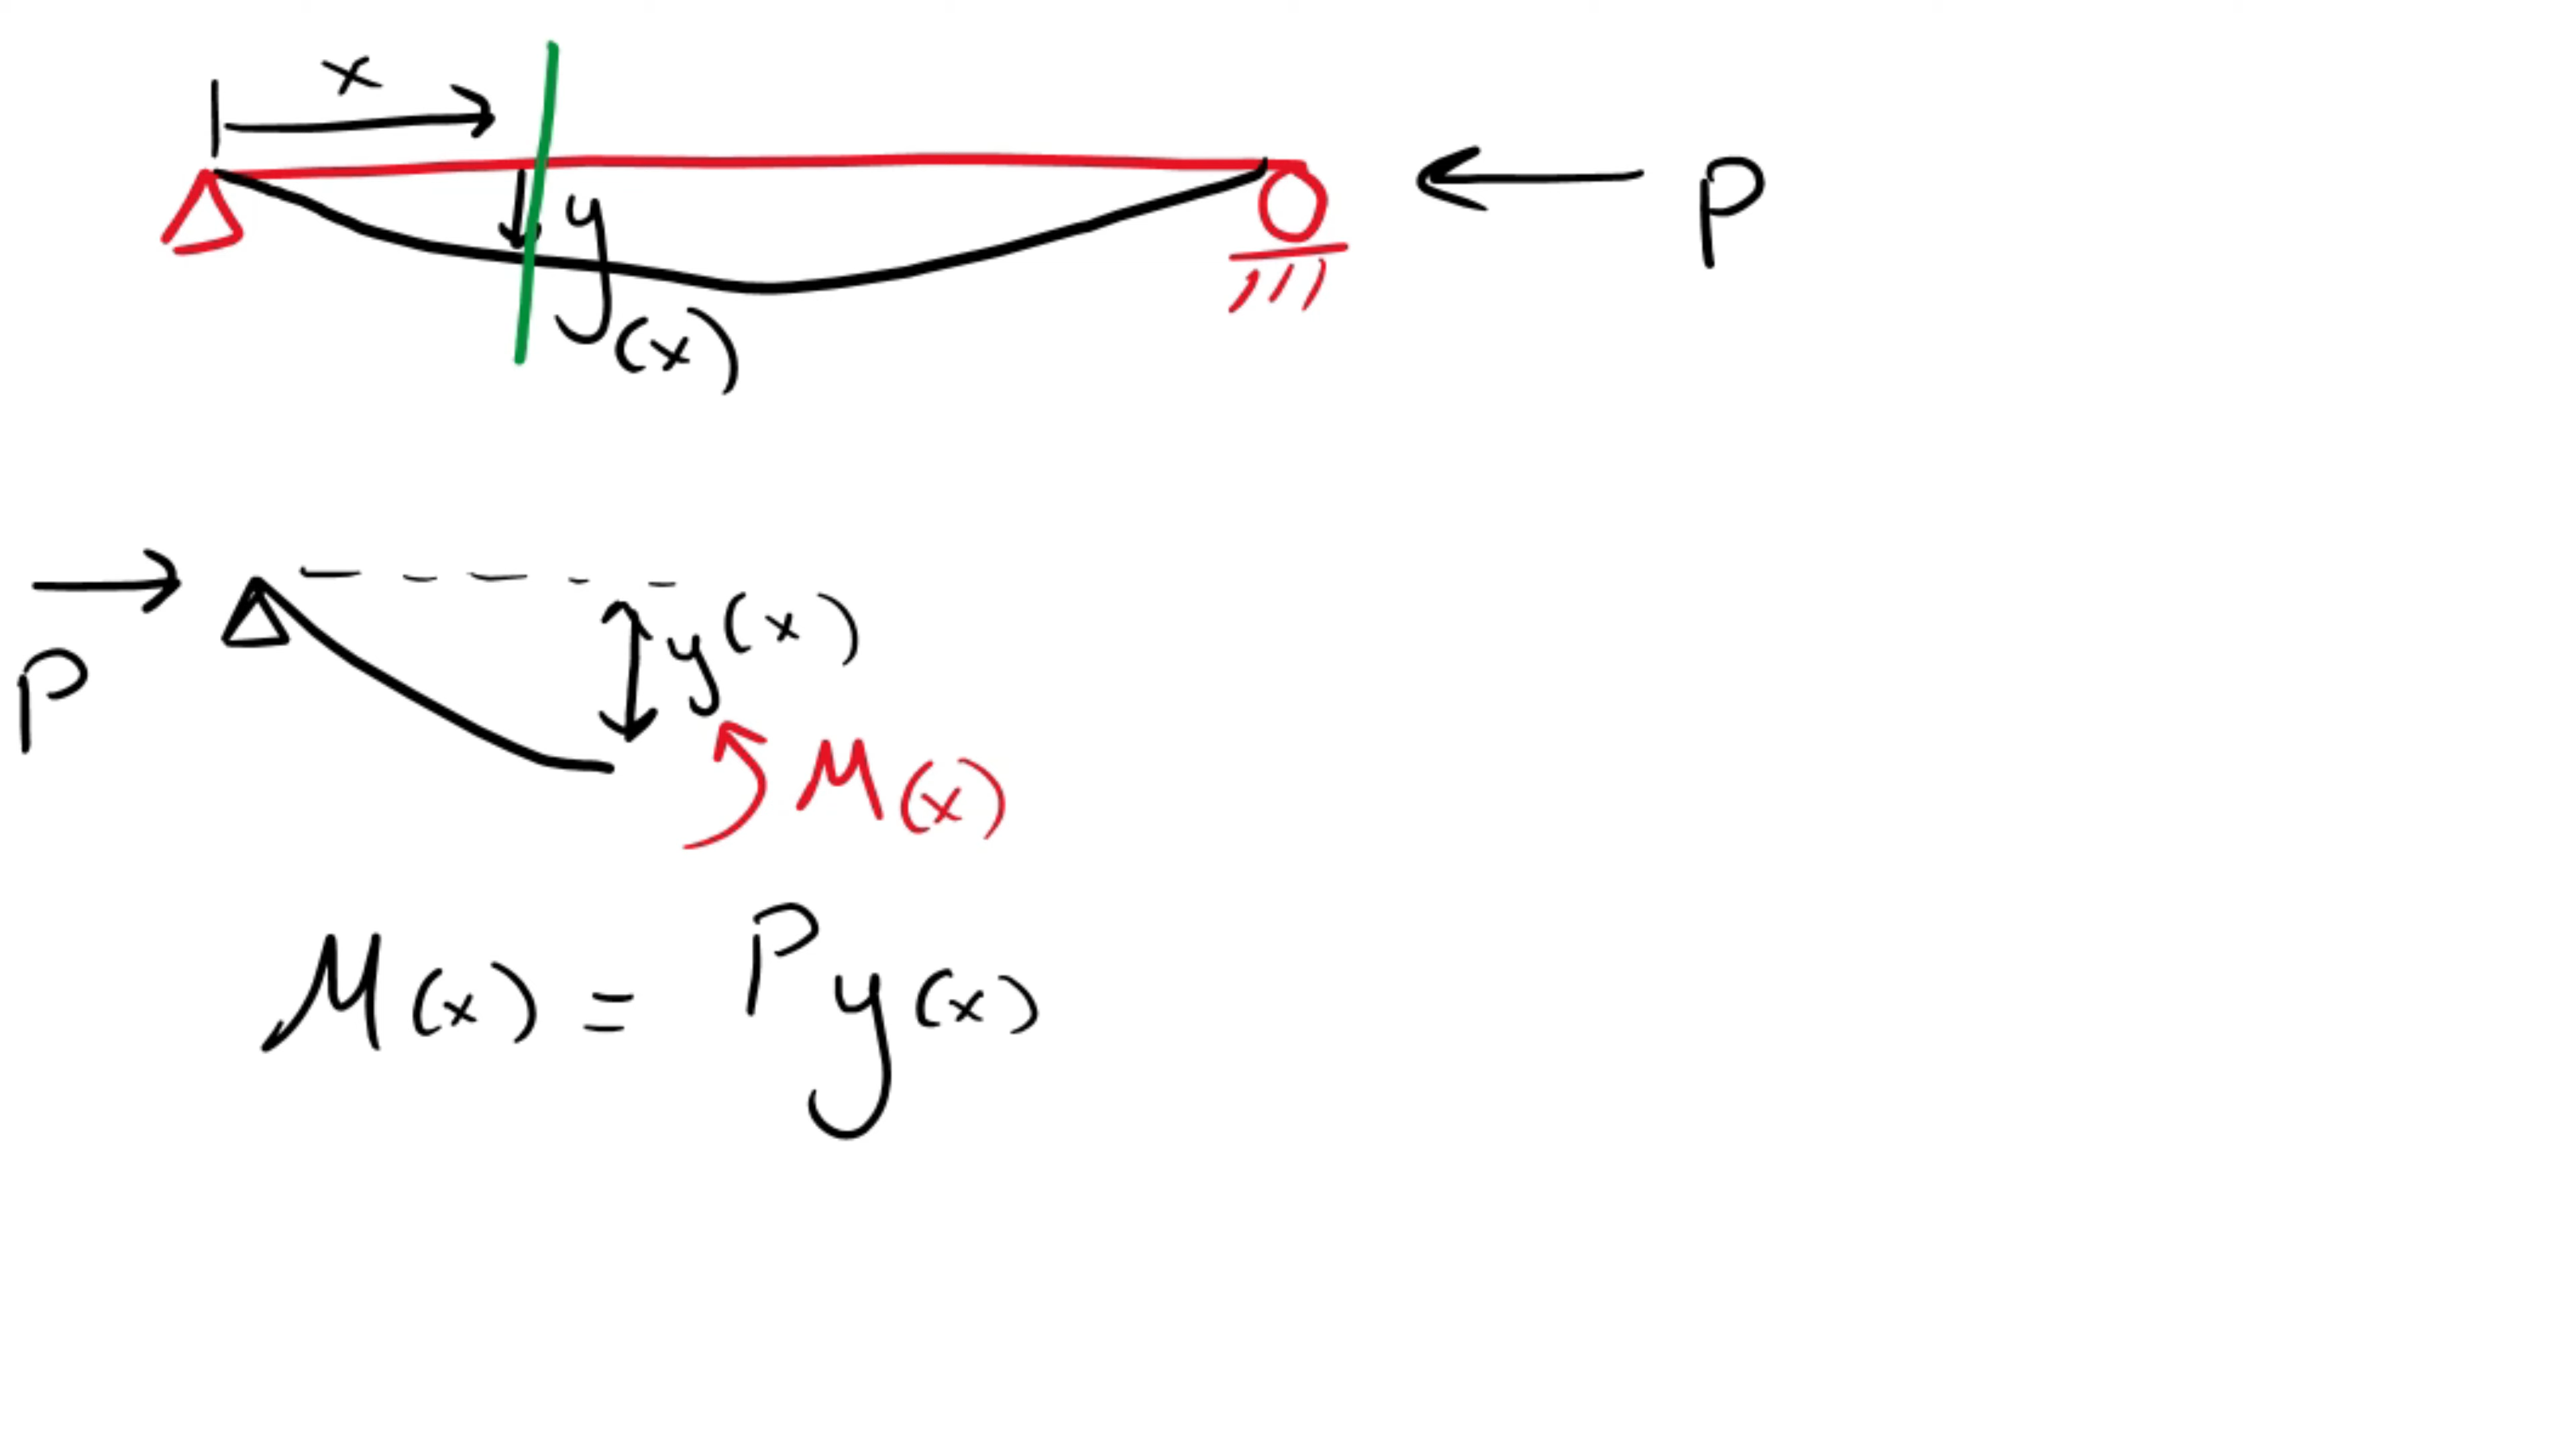 x
P
y(x)
y(x)
P
M(x)
M(x) = Py(x)